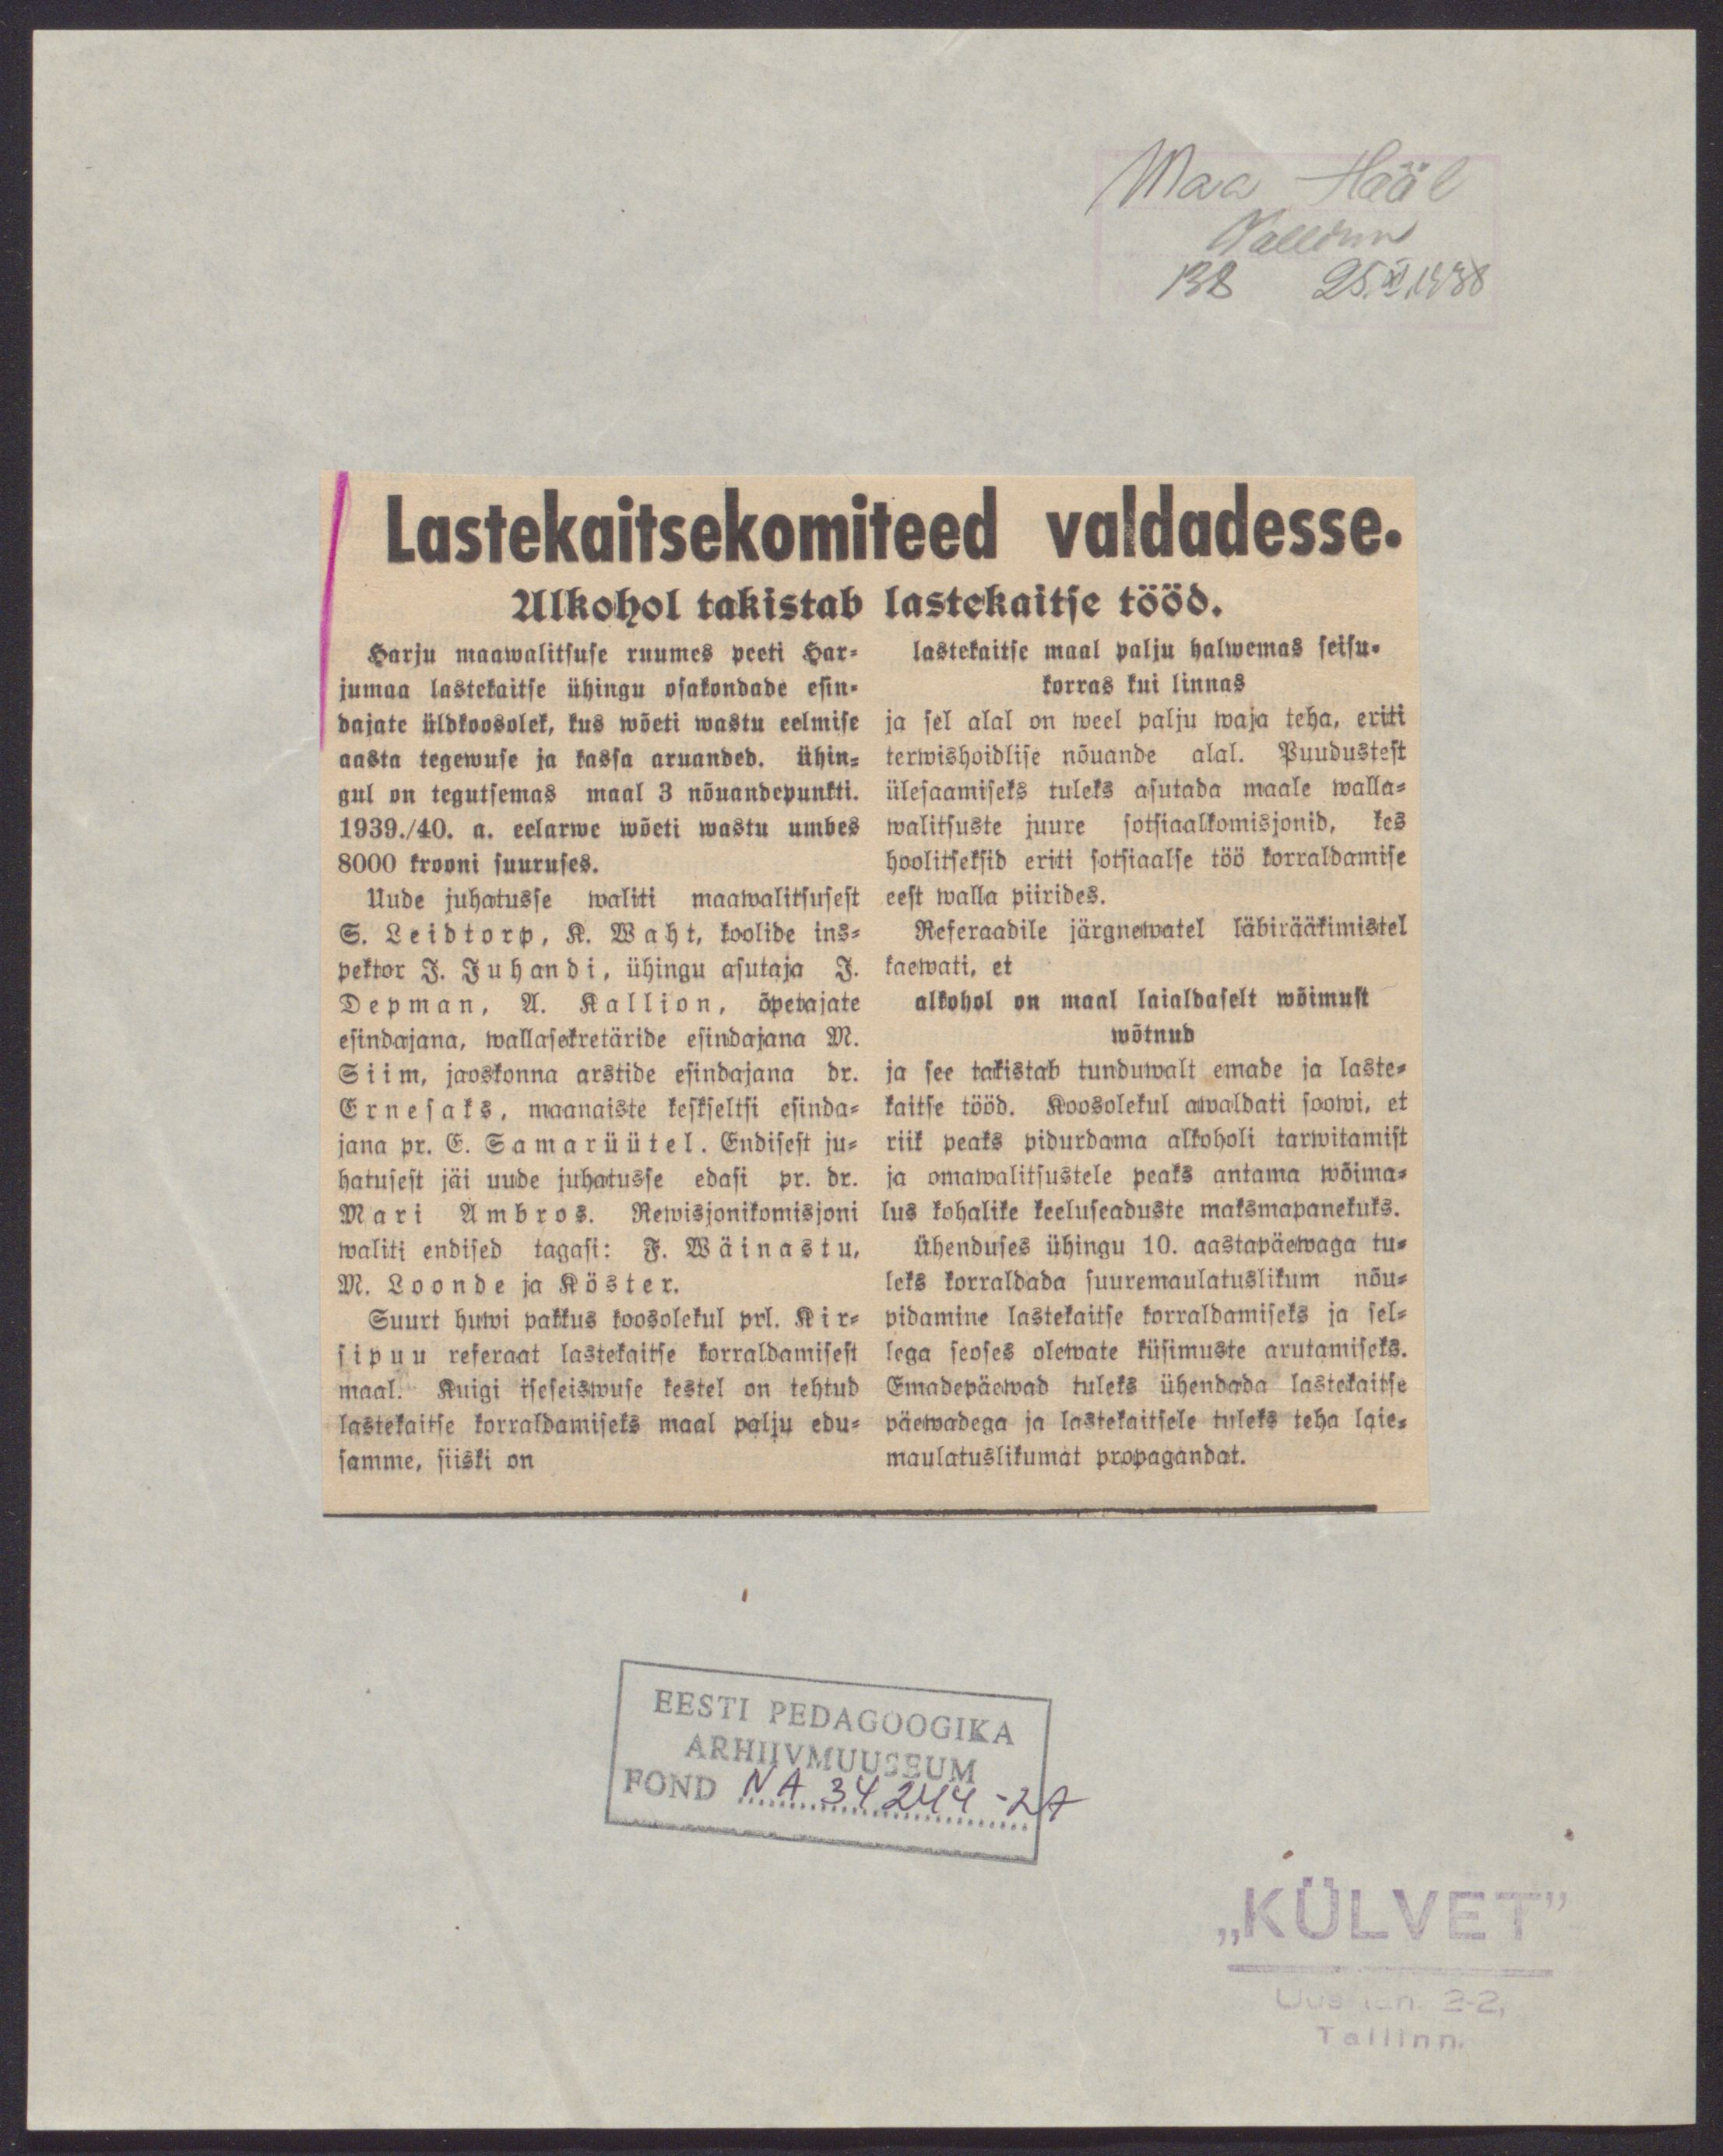 Maa Hääl
Tallinn
138 25.XI.1938
Lastekaitsekomiteed valdadesse.
Alkohol takistab lastekaitse tööd.
Harju maawalitsuse ruumes peeti Har-
jumaa lastekaitse ühingu osakondade esin-
dajate üldkoosolek, kus wõeti wastu eelmise
aasta tegewuse ja kassa aruanded. Ühin-
gul on tegutsemas maal 3 nõuandepunkti.
1939./40. a. eelarwe wõeti wastu umbes
8000 krooni suuruses.
Uude juhatusse waliti maawalitsusest
S. Leidtorp, K. Waht, koolide ins-
pektor J. Juhandi, ühingu asutaja J.
Depman, A. Kallion, õpetajate
esindajana, wallasekretäride esindajana M.
Siim, jaoskonna arstide esindajana dr.
Ernesaks, maanaiste keskseltsi esinda-
jana pr. E. Samarüütel. Endisest ju-
hatusest jäi uude juhatusse edasi pr. dr.
Mari Ambros. Rewisjonikomisjoni
waliti endised tagasi: F. Wäinastu,
M. Loonde ja Köster.
Suurt huwi pakkus koosolekul prl. Kir-
sipuu referaat lastekaitse korraldamisest
maal. Kuigi iseseiswuse kestel on tehtud
lastekaitse korraldamiseks maal palju edu-
samme, siiski on
lastekaitse maal palju halwemas seisu-
korras kui linnas
ja sel alal on weel palju waja teha, eriti
terwishoidlise nõuande alal. Puudustest
ülesaamiseks tuleks asutada maale walla-
walitsuste juure sotsiaalkomisjonid, kes
hoolitseksid eriti sotsiaalse töö korraldamise
eest walla piirides.
Referaadile järgnewatel läbirääkimistel
kaewati, et
alkohol on maal laialdaselt wõimust
wõtnud
ja see takistab tunduwalt emade ja laste-
kaitse tööd. Koosolekul awaldati soowi, et
riik peaks pidurdama alkoholi tarwitamist
ja omawalitsustele peaks antama wõima-
lus kohalike keeluseaduste maksmapanekuks.
Ühenduses ühingu 10. aastapäewaga tu-
leks korraldada suuremaulatuslikum nõu-
pidamine lastekaitse korraldamiseks ja sel-
lega seoses olewate küsimuste arutamiseks.
Emadepäewad tuleks ühendada lastekaitse
päewadega ja lastekaitsele tuleks teha laie-
maulatuslikumat propagandat.
EESTI PEDAGOOGIKA
ARHIIVMUUSEUM
FOND NA 34244-27
„KÜLVET"
Uus tän. 2-2,
Tallinn.